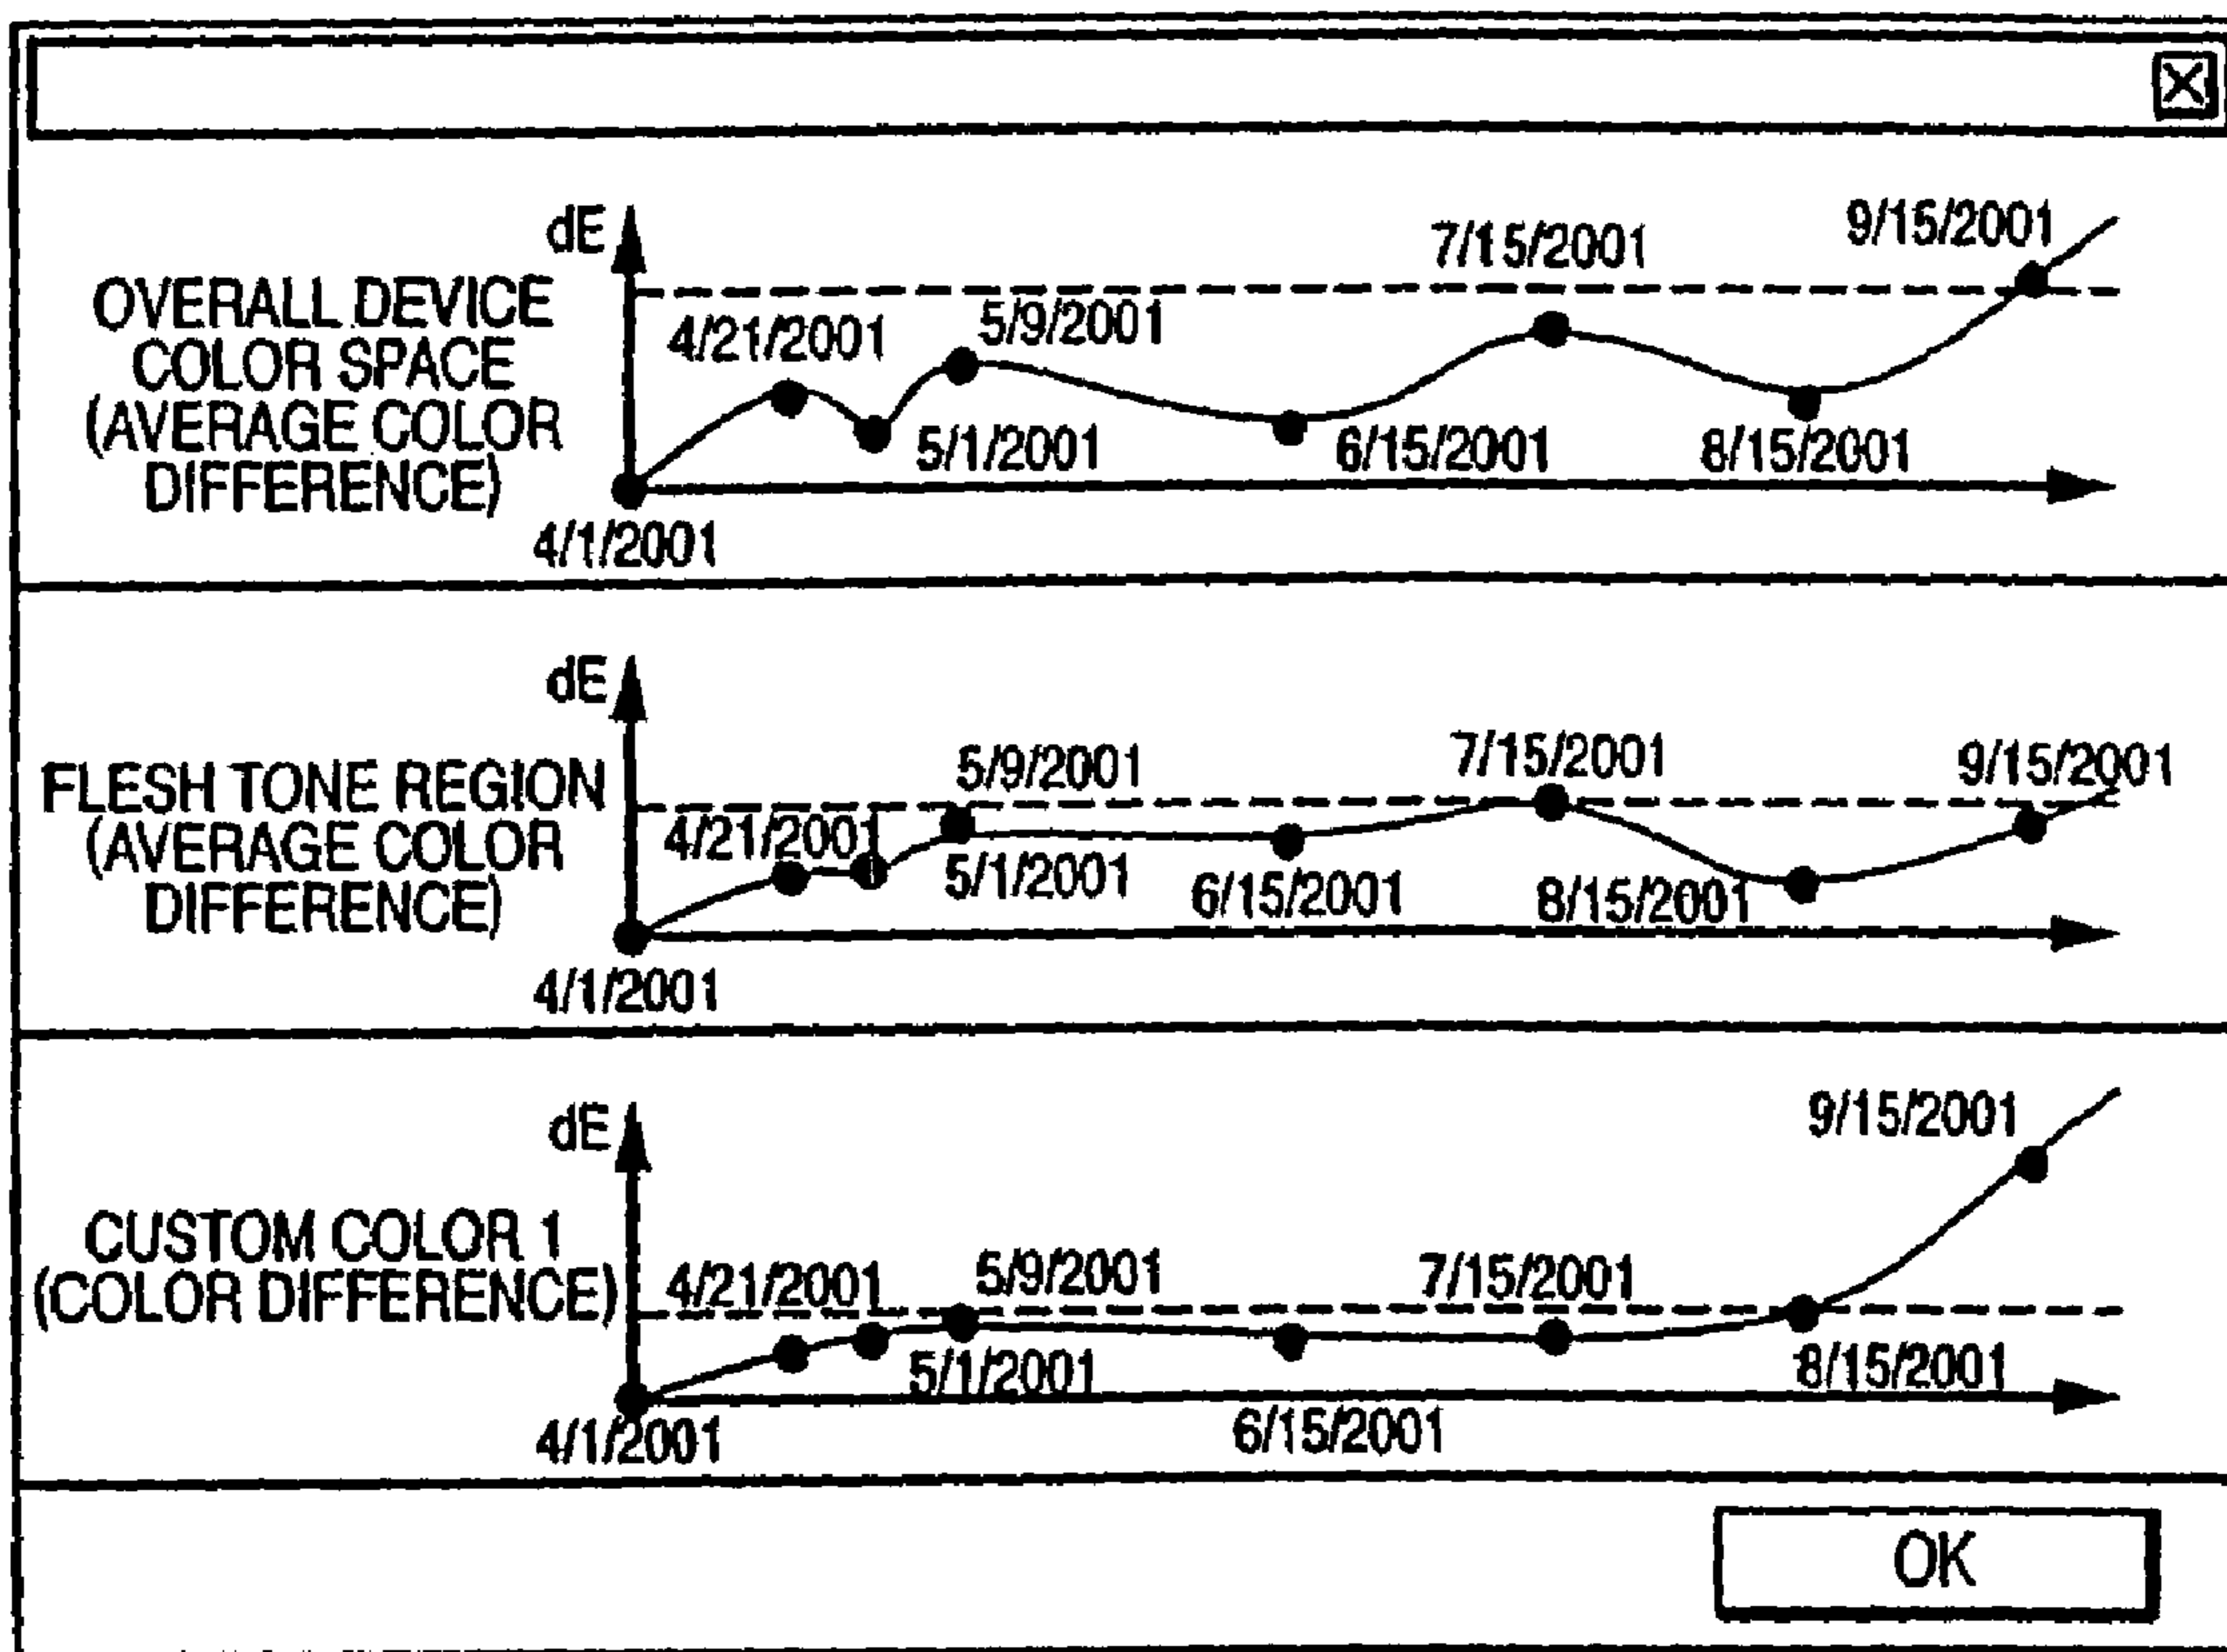 dE
7/15/2001
9/15/2001
OVERALL DEVICE
COLOR SPACE
(AVERAGE COLOR
DIFFERENCE)
4/21/2001
5/9/2001
5/1/2001
6/15/2001
8/15/2001
4/1/2001
dE
FLESH TONE REGION
(AVERAGE COLOR
DIFFERENCE)
5/9/2001
7/15/2001
9/15/2001
4/21/2001
5/1/2001
6/15/2001
8/15/2001
4/1/2001
dE
9/15/2001
CUSTOM COLOR 1
(COLOR DIFFERENCE)
4/21/2001
5/9/2001
7/15/2001
5/1/2001
8/15/2001
4/1/2001
6/15/2001
OK